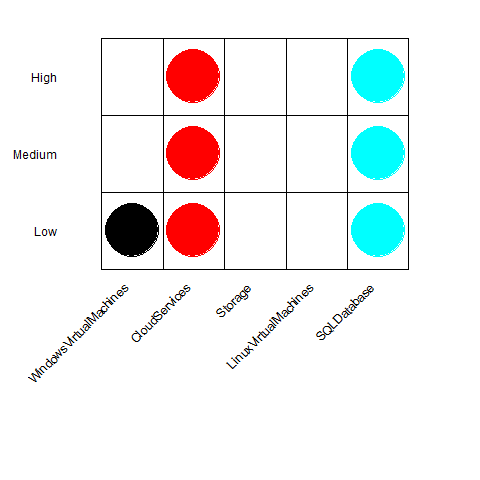 High
Medium
Low
WindowsVirtualMachines
CloudServices
Storage
LinuxVirtualMachines
SQLDatabase